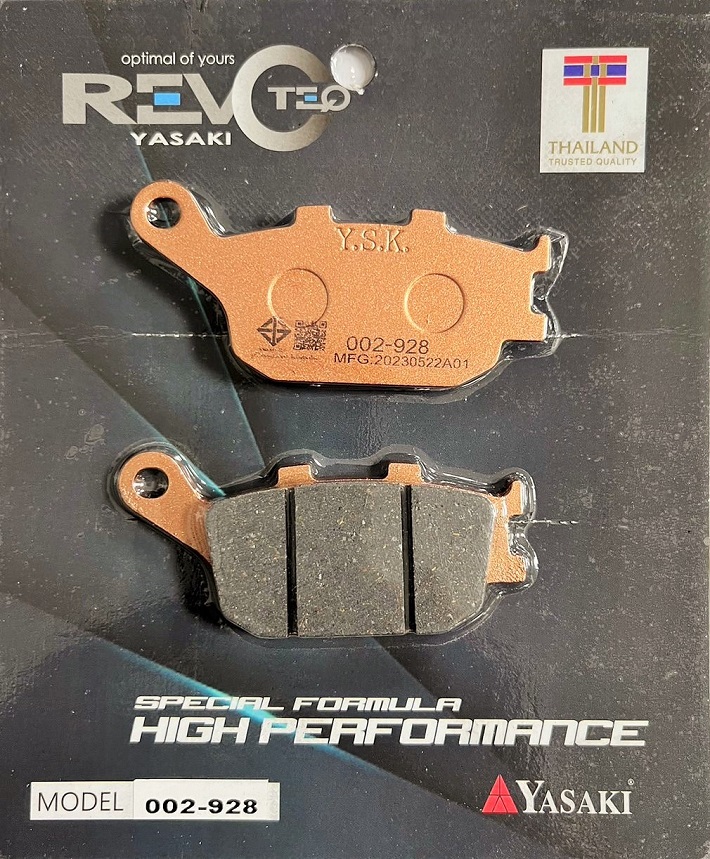 optimal of yours
REVO TEQ
YASAKI
THAILAND
TRUSTED QUALITY
Y.S.K.
002-928
MFG:20230522A01
SPECIAL FORMULA
HIGH PERFORMANCE
MODEL 002-928
YASAKI®